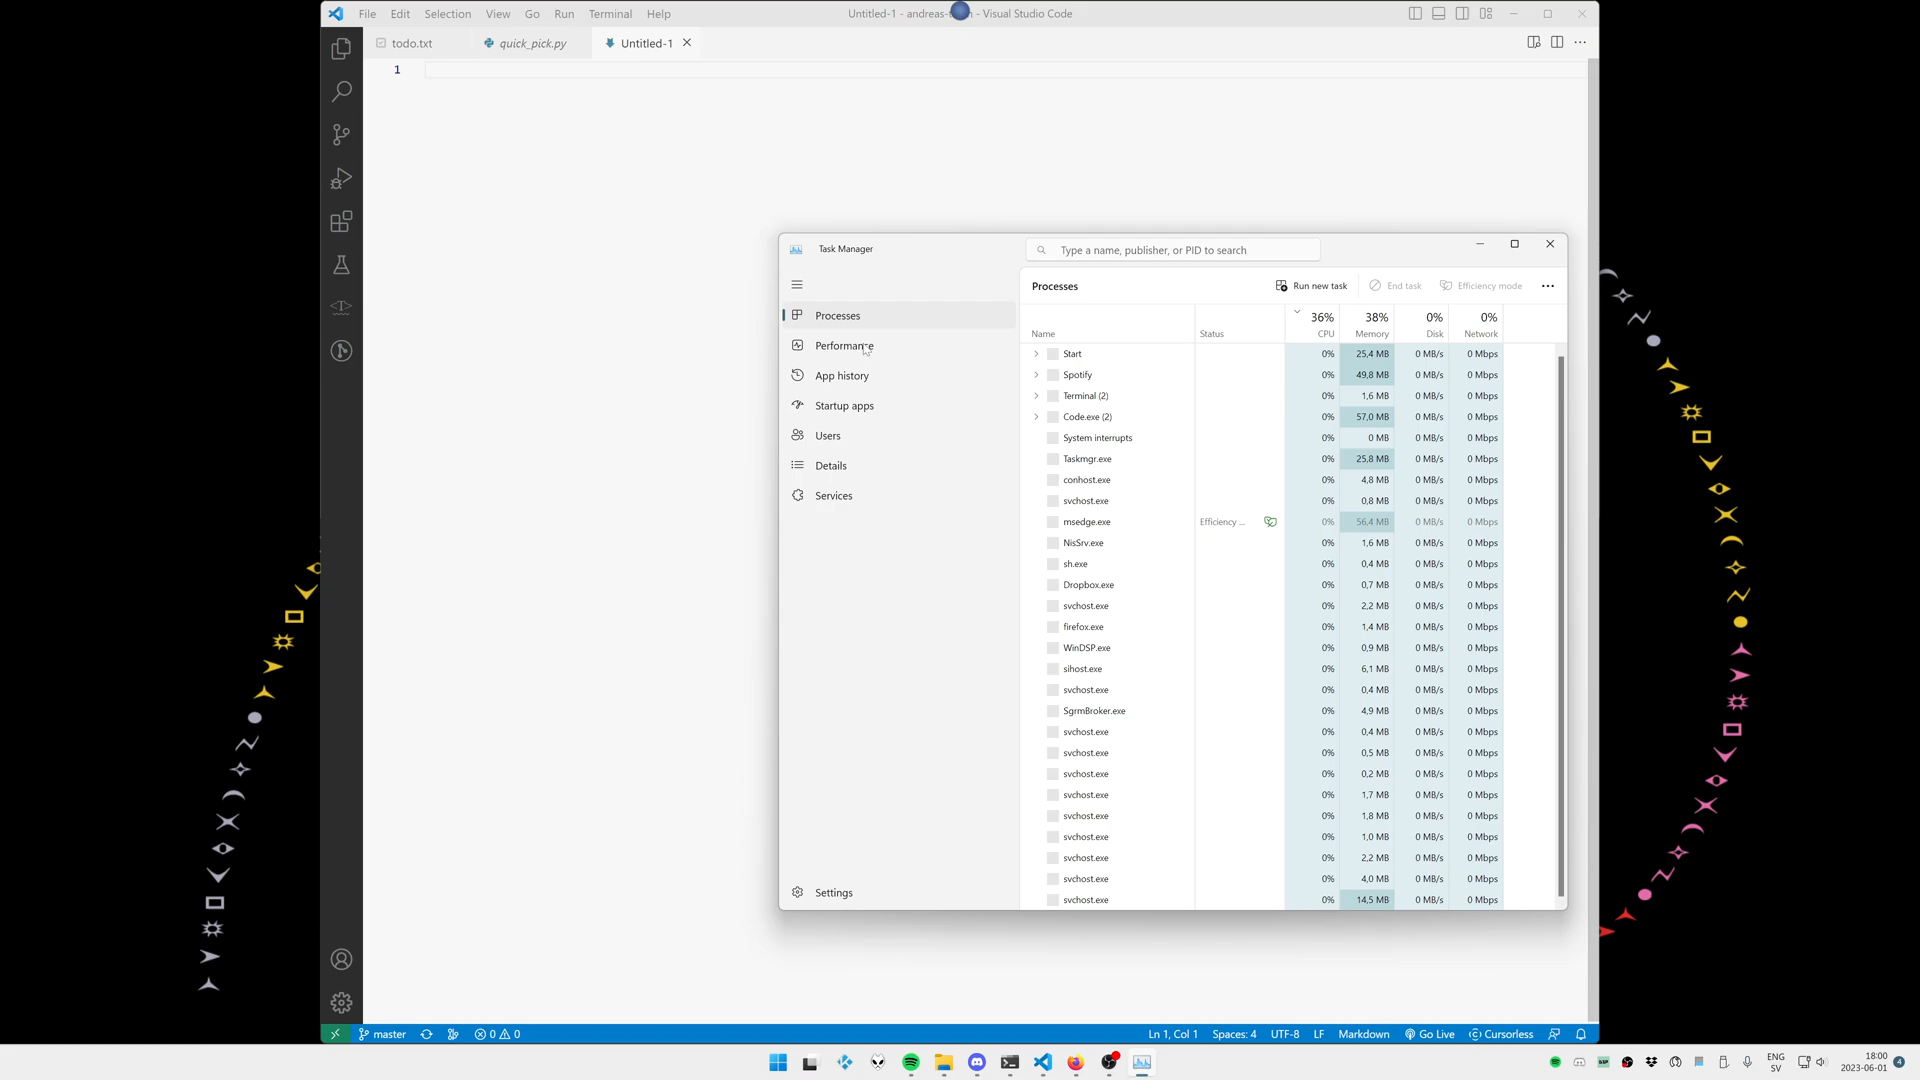 File Edit Selection View Go Run Terminal Help
- Visual Studio Code
todo.txt
quick_pick.py
Untitled-1
1
Task Manager
Type a name, publisher, or PID to search
Processes
Performance
App history
Startup apps
Users
Details
Services
Settings
Processes
Run new task
End task
Efficiency mode
36% 38% 0% 0%
Name Status CPU Memory Disk Network
Start 0% 25,4 MB 0 MB/s 0 Mbps
Spotify 0% 49,8 MB 0 MB/s 0 Mbps
Terminal (2) 0% 1,6 MB 0 MB/s 0 Mbps
Code.exe (2) 0% 57,0 MB 0 MB/s 0 Mbps
System interrupts 0% 0 MB 0 MB/s 0 Mbps
Taskmgr.exe 0% 25,8 MB 0 MB/s 0 Mbps
conhost.exe 0% 4,8 MB 0 MB/s 0 Mbps
svchost.exe 0% 0,8 MB 0 MB/s 0 Mbps
msedge.exe Efficiency ... 0% 56,4 MB 0 MB/s 0 Mbps
NisSrv.exe 0% 1,6 MB 0 MB/s 0 Mbps
sh.exe 0% 0,4 MB 0 MB/s 0 Mbps
Dropbox.exe 0% 0,7 MB 0 MB/s 0 Mbps
svchost.exe 0% 2,2 MB 0 MB/s 0 Mbps
firefox.exe 0% 1,4 MB 0 MB/s 0 Mbps
WinDSP.exe 0% 0,9 MB 0 MB/s 0 Mbps
sihost.exe 0% 6,1 MB 0 MB/s 0 Mbps
svchost.exe 0% 0,4 MB 0 MB/s 0 Mbps
SgrmBroker.exe 0% 4,9 MB 0 MB/s 0 Mbps
svchost.exe 0% 0,4 MB 0 MB/s 0 Mbps
svchost.exe 0% 0,5 MB 0 MB/s 0 Mbps
svchost.exe 0% 0,2 MB 0 MB/s 0 Mbps
svchost.exe 0% 1,7 MB 0 MB/s 0 Mbps
svchost.exe 0% 1,8 MB 0 MB/s 0 Mbps
svchost.exe 0% 1,0 MB 0 MB/s 0 Mbps
svchost.exe 0% 2,2 MB 0 MB/s 0 Mbps
svchost.exe 0% 4,0 MB 0 MB/s 0 Mbps
svchost.exe 0% 14,5 MB 0 MB/s 0 Mbps
master 0 0 Ln 1, Col 1 Spaces: 4 UTF-8 LF Markdown Go Live Cursorless
ENG 18:00
SV 2023-06-01 4